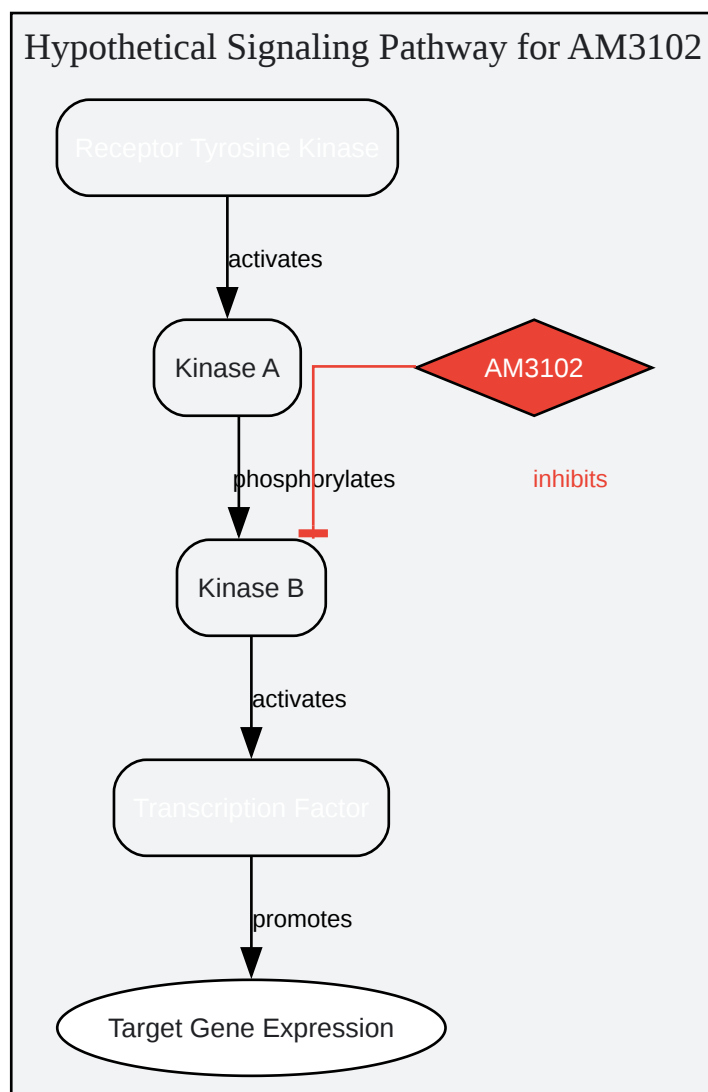 Hypothetical Signaling Pathway for AM3102
Receptor Tyrosine Kinase
activates
Kinase A
AM3102
phosphorylates
inhibits
Kinase B
activates
Transcription Factor
promotes
Target Gene Expression